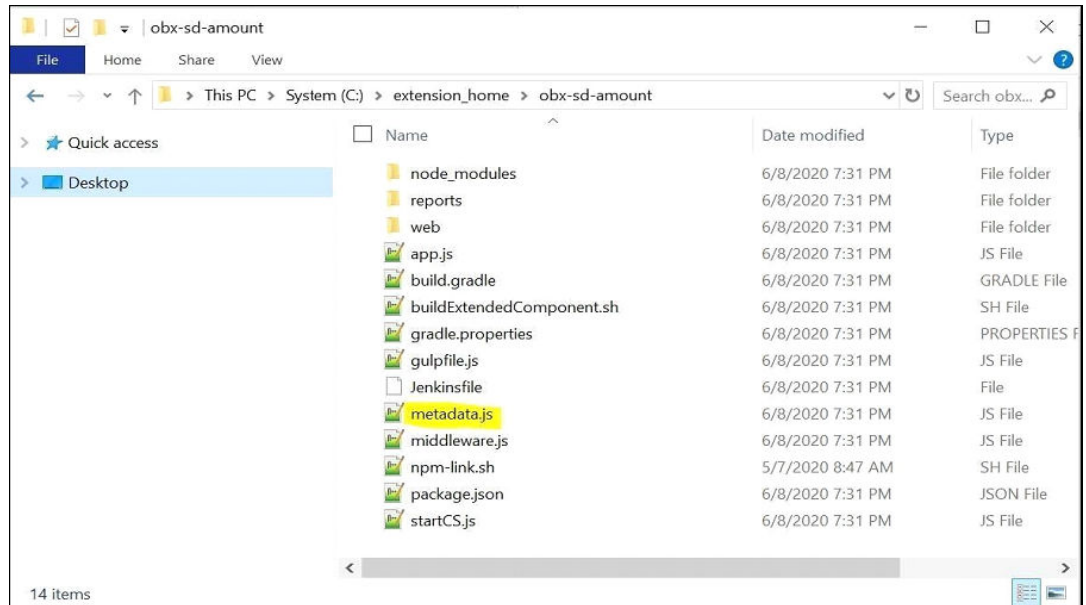 obx-sd-amount
File Home Share View
This PC > System (C:) > extension_home > obx-sd-amount Search obx...
Quick access
Desktop
Name Date modified Type
node_modules 6/8/2020 7:31 PM File folder
reports 6/8/2020 7:31 PM File folder
web 6/8/2020 7:31 PM File folder
app.js 6/8/2020 7:31 PM JS File
build.gradle 6/8/2020 7:31 PM GRADLE File
buildExtendedComponent.sh 6/8/2020 7:31 PM SH File
gradle.properties 6/8/2020 7:31 PM PROPERTIES F
gulpfile.js 6/8/2020 7:31 PM JS File
Jenkinsfile 6/8/2020 7:31 PM File
metadata.js 6/8/2020 7:31 PM JS File
middleware.js 6/8/2020 7:31 PM JS File
npm-link.sh 5/7/2020 8:47 AM SH File
package.json 6/8/2020 7:31 PM JSON File
startCS.js 6/8/2020 7:31 PM JS File
14 items